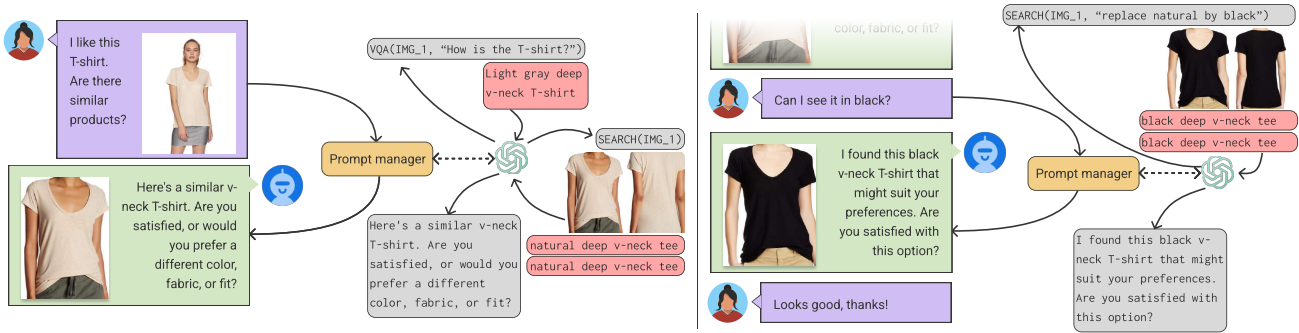 I like this
T-shirt.
Are there
similar
products?
VQA(IMG_1, “How is the T-shirt?”)
Light gray deep
v-neck T-shirt
SEARCH(IMG_1)
Prompt manager
natural deep v-neck tee
natural deep v-neck tee
Here's a similar v-neck
T-shirt. Are you
satisfied, or would you
prefer a different
color, fabric, or fit?
Here's a similar v-
neck T-shirt. Are you
satisfied, or would
you prefer a
different color,
fabric, or fit?
color, fabric, or fit?
Can I see it in black?
SEARCH(IMG_1, “replace natural by black”)
black deep v-neck tee
black deep v-neck tee
Prompt manager
I found this black v-
neck T-shirt that might
suit your preferences.
Are you satisfied with
this option?
I found this black
v-neck T-shirt that
might suit your
preferences. Are
you satisfied with
this option?
Looks good, thanks!